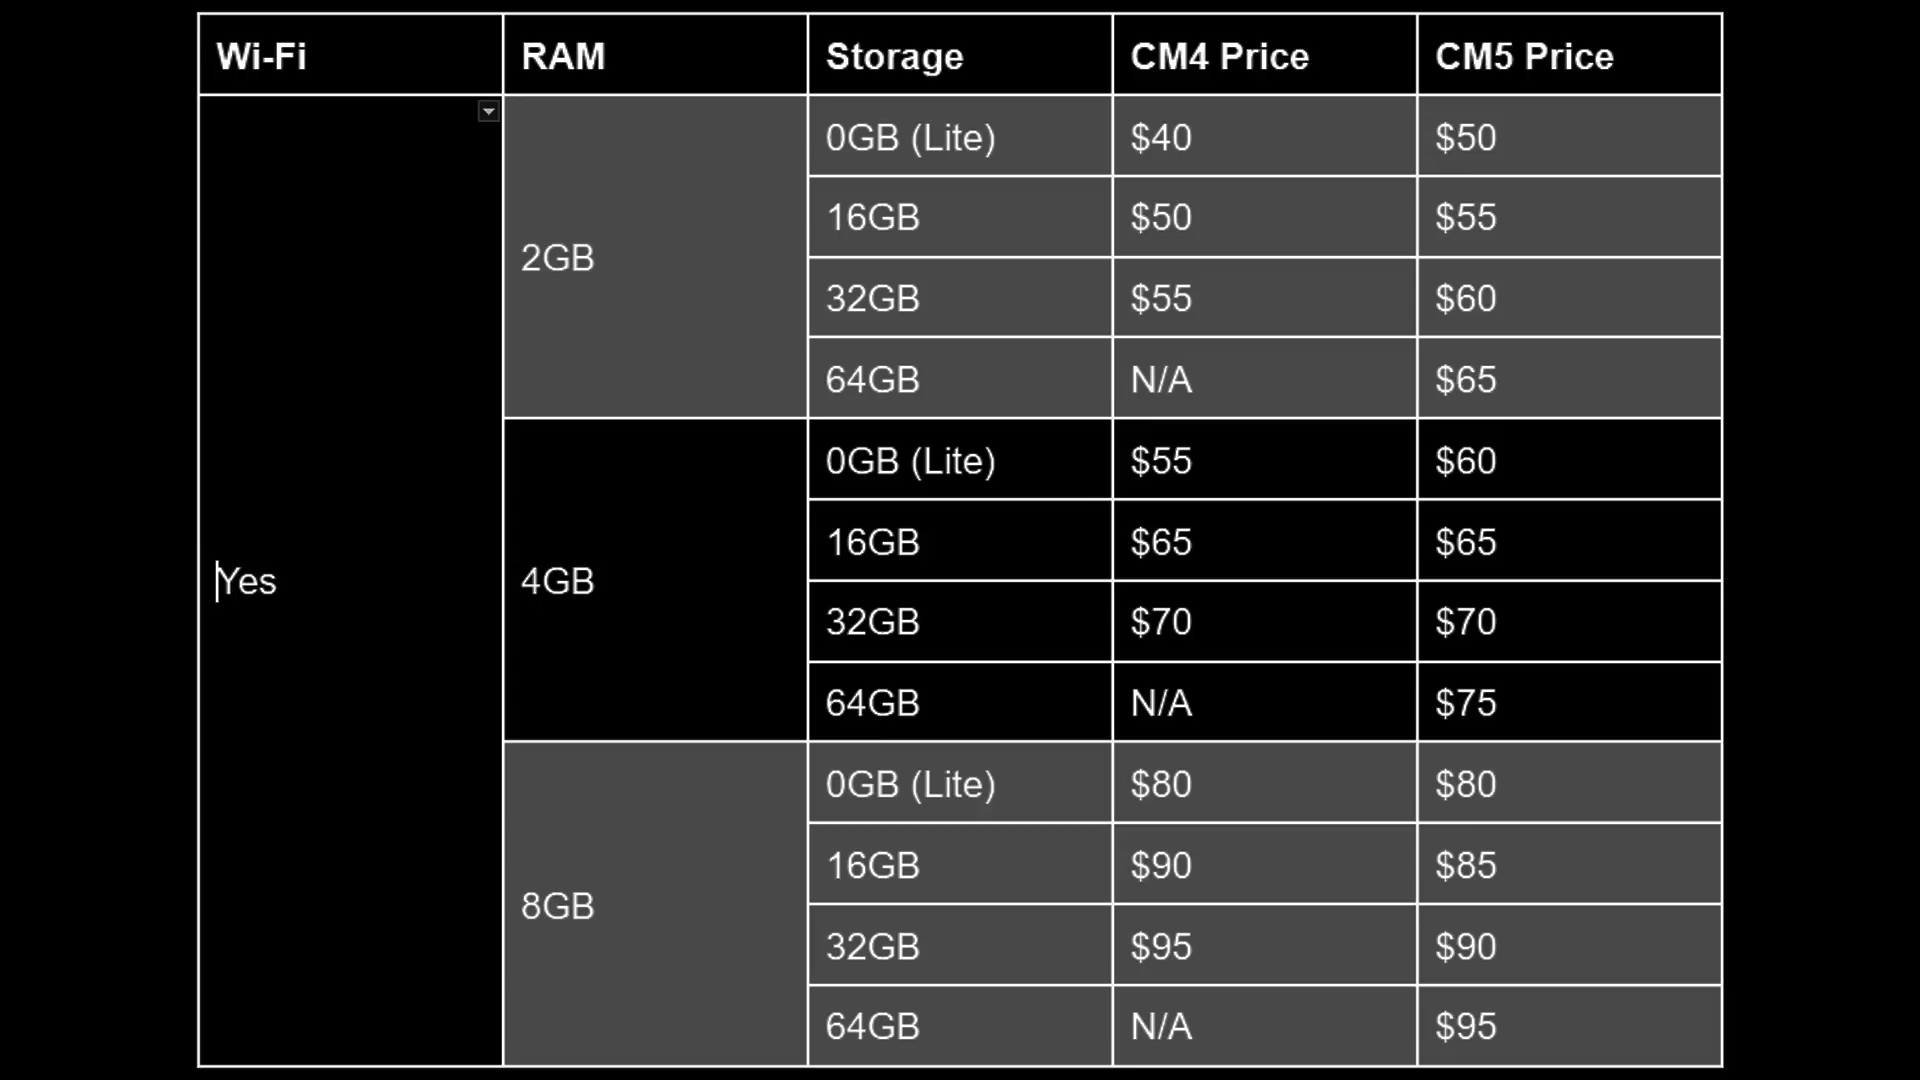 Wi-Fi RAM Storage CM4 Price CM5 Price
Yes 2GB 0GB (Lite) $40 $50
16GB $50 $55
32GB $55 $60
64GB N/A $65
4GB 0GB (Lite) $55 $60
16GB $65 $65
32GB $70 $70
64GB N/A $75
8GB 0GB (Lite) $80 $80
16GB $90 $85
32GB $95 $90
64GB N/A $95